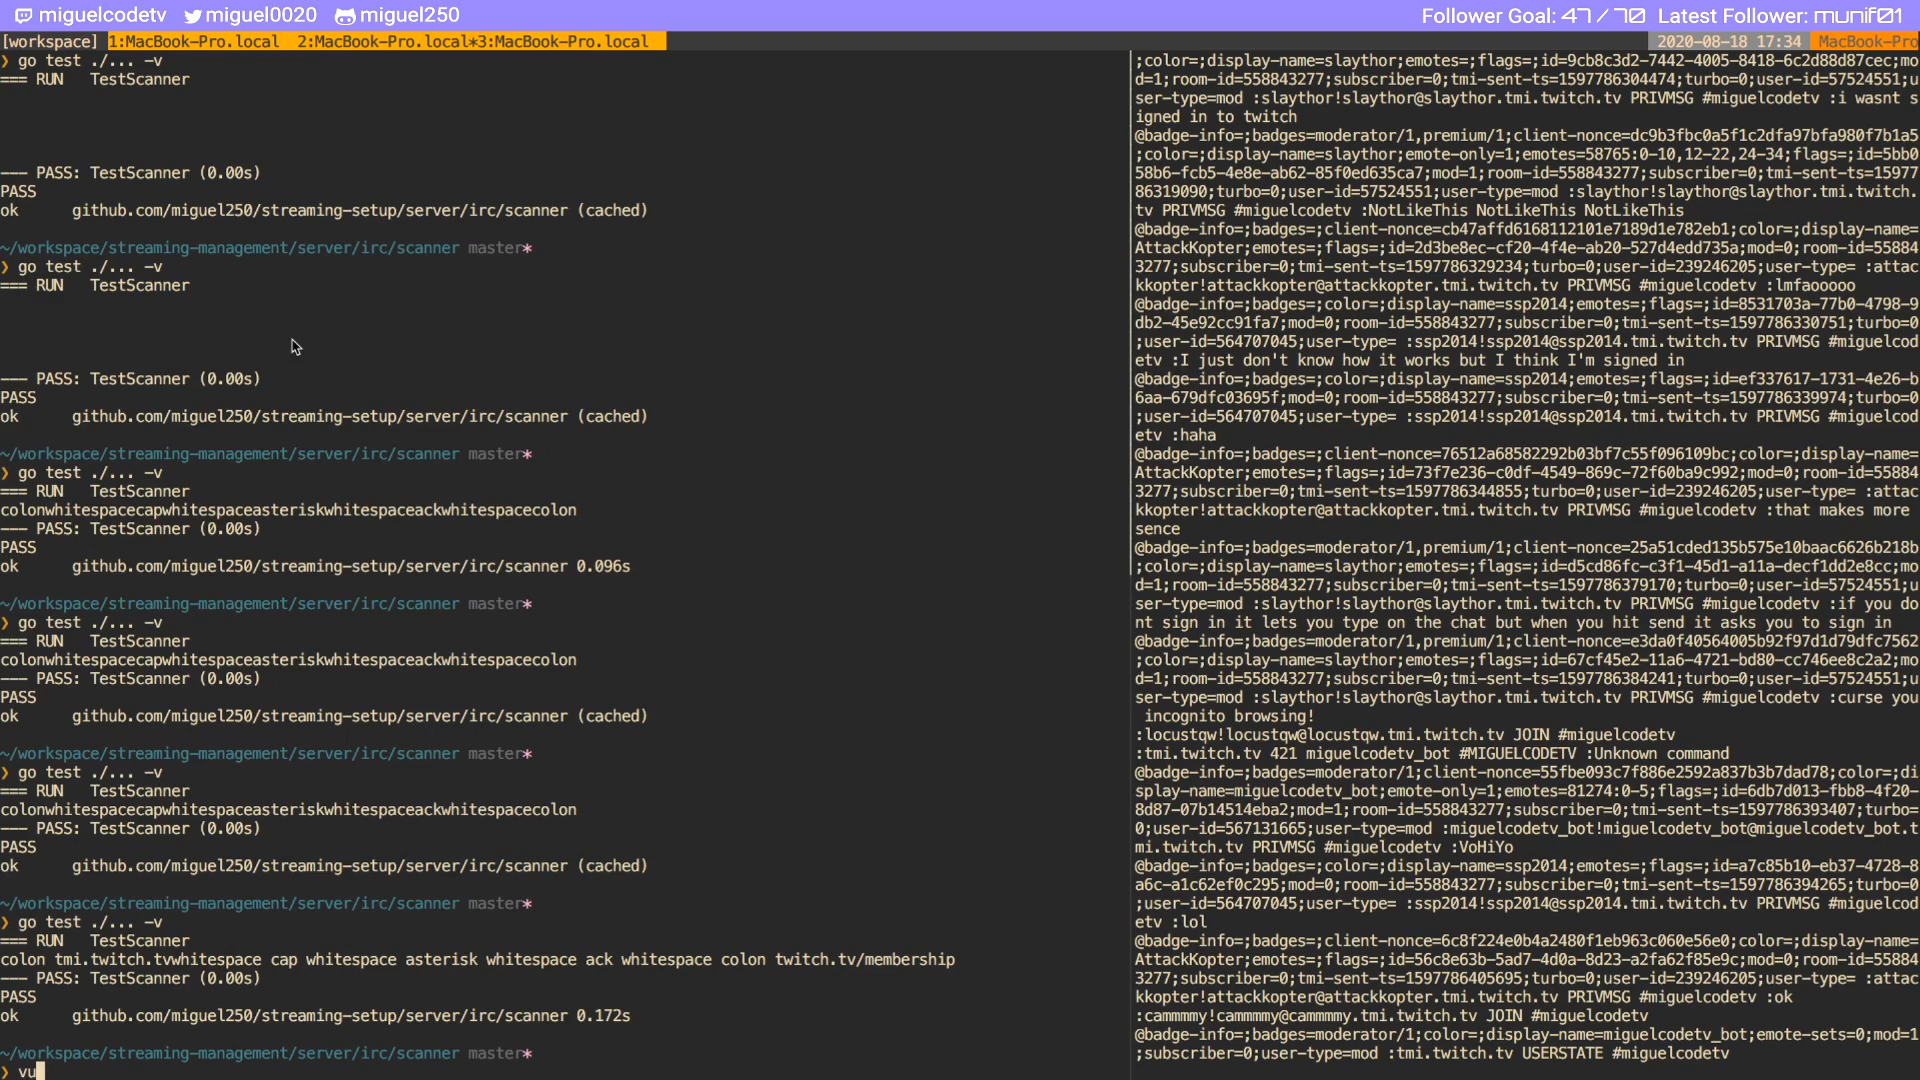 miguelcodetv miguel0020 miguel250 Follower Goal: 47 / 70 Latest Follower: munif01
[workspace] 1:MacBook-Pro.local 2:MacBook-Pro.local*3:MacBook-Pro.local 2020-08-18 17:34 MacBook-Pro
❯ go test ./... -v
=== RUN   TestScanner
--- PASS: TestScanner (0.00s)
PASS
ok      github.com/miguel250/streaming-setup/server/irc/scanner (cached)
~/workspace/streaming-management/server/irc/scanner master*
❯ go test ./... -v
=== RUN   TestScanner
--- PASS: TestScanner (0.00s)
PASS
ok      github.com/miguel250/streaming-setup/server/irc/scanner (cached)
~/workspace/streaming-management/server/irc/scanner master*
❯ go test ./... -v
=== RUN   TestScanner
colonwhitespacecapwhitespaceasteriskwhitespaceackwhitespacecolon
--- PASS: TestScanner (0.00s)
PASS
ok      github.com/miguel250/streaming-setup/server/irc/scanner 0.096s
~/workspace/streaming-management/server/irc/scanner master*
❯ go test ./... -v
=== RUN   TestScanner
colonwhitespacecapwhitespaceasteriskwhitespaceackwhitespacecolon
--- PASS: TestScanner (0.00s)
PASS
ok      github.com/miguel250/streaming-setup/server/irc/scanner (cached)
~/workspace/streaming-management/server/irc/scanner master*
❯ go test ./... -v
=== RUN   TestScanner
colonwhitespacecapwhitespaceasteriskwhitespaceackwhitespacecolon
--- PASS: TestScanner (0.00s)
PASS
ok      github.com/miguel250/streaming-setup/server/irc/scanner (cached)
~/workspace/streaming-management/server/irc/scanner master*
❯ go test ./... -v
=== RUN   TestScanner
colon tmi.twitch.tvwhitespace cap whitespace asterisk whitespace ack whitespace colon twitch.tv/membership
--- PASS: TestScanner (0.00s)
PASS
ok      github.com/miguel250/streaming-setup/server/irc/scanner 0.172s
~/workspace/streaming-management/server/irc/scanner master*
❯ vu
;color=;display-name=slaythor;emotes=;flags=;id=9cb8c3d2-7442-4005-8418-6c2d88d87cec;mo
d=1;room-id=558843277;subscriber=0;tmi-sent-ts=1597786304474;turbo=0;user-id=57524551;u
ser-type=mod :slaythor!slaythor@slaythor.tmi.twitch.tv PRIVMSG #miguelcodetv :i wasnt s
igned in to twitch
@badge-info=;badges=moderator/1,premium/1;client-nonce=dc9b3fbc0a5f1c2dfa97bfa980f7b1a5
;color=;display-name=slaythor;emote-only=1;emotes=58765:0-10,12-22,24-34;flags=;id=5bb0
58b6-fcb5-4e8e-ab62-85f0ed635ca7;mod=1;room-id=558843277;subscriber=0;tmi-sent-ts=15977
86319090;turbo=0;user-id=57524551;user-type=mod :slaythor!slaythor@slaythor.tmi.twitch.
tv PRIVMSG #miguelcodetv :NotLikeThis NotLikeThis NotLikeThis
@badge-info=;badges=;client-nonce=cb47affd6168112101e7189d1e782eb1;color=;display-name=
AttackKopter;emotes=;flags=;id=2d3be8ec-cf20-4f4e-ab20-527d4edd735a;mod=0;room-id=55884
3277;subscriber=0;tmi-sent-ts=1597786329234;turbo=0;user-id=239246205;user-type= :attac
kkopter!attackkopter@attackkopter.tmi.twitch.tv PRIVMSG #miguelcodetv :lmfaooooo
@badge-info=;badges=;color=;display-name=ssp2014;emotes=;flags=;id=8531703a-77b0-4798-9
db2-45e92cc91fa7;mod=0;room-id=558843277;subscriber=0;tmi-sent-ts=1597786330751;turbo=0
;user-id=564707045;user-type= :ssp2014!ssp2014@ssp2014.tmi.twitch.tv PRIVMSG #miguelcod
etv :I just don't know how it works but I think I'm signed in
@badge-info=;badges=;color=;display-name=ssp2014;emotes=;flags=;id=ef337617-1731-4e26-b
6aa-679dfc03695f;mod=0;room-id=558843277;subscriber=0;tmi-sent-ts=1597786339974;turbo=0
;user-id=564707045;user-type= :ssp2014!ssp2014@ssp2014.tmi.twitch.tv PRIVMSG #miguelcod
etv :haha
@badge-info=;badges=;client-nonce=76512a68582292b03bf7c55f096109bc;color=;display-name=
AttackKopter;emotes=;flags=;id=73f7e236-c0df-4549-869c-72f60ba9c992;mod=0;room-id=55884
3277;subscriber=0;tmi-sent-ts=1597786344855;turbo=0;user-id=239246205;user-type= :attac
kkopter!attackkopter@attackkopter.tmi.twitch.tv PRIVMSG #miguelcodetv :that makes more
sence
@badge-info=;badges=moderator/1,premium/1;client-nonce=25a51cded135b575e10baac6626b218b
;color=;display-name=slaythor;emotes=;flags=;id=d5cd86fc-c3f1-45d1-a11a-decf1dd2e8cc;mo
d=1;room-id=558843277;subscriber=0;tmi-sent-ts=1597786379170;turbo=0;user-id=57524551;u
ser-type=mod :slaythor!slaythor@slaythor.tmi.twitch.tv PRIVMSG #miguelcodetv :if you do
nt sign in it lets you type on the chat but when you hit send it asks you to sign in
@badge-info=;badges=moderator/1,premium/1;client-nonce=e3da0f40564005b92f97d1d79dfc7562
;color=;display-name=slaythor;emotes=;flags=;id=67cf45e2-11a6-4721-bd80-cc746ee8c2a2;mo
d=1;room-id=558843277;subscriber=0;tmi-sent-ts=1597786384241;turbo=0;user-id=57524551;u
ser-type=mod :slaythor!slaythor@slaythor.tmi.twitch.tv PRIVMSG #miguelcodetv :curse you
 incognito browsing!
:locustqw!locustqw@locustqw.tmi.twitch.tv JOIN #miguelcodetv
:tmi.twitch.tv 421 miguelcodetv_bot #MIGUELCODETV :Unknown command
@badge-info=;badges=moderator/1;client-nonce=55fbe093c7f886e2592a837b3b7dad78;color=;di
splay-name=miguelcodetv_bot;emote-only=1;emotes=81274:0-5;flags=;id=6db7d013-fbb8-4f20-
8d87-07b14514eba2;mod=1;room-id=558843277;subscriber=0;tmi-sent-ts=1597786393407;turbo=
0;user-id=567131665;user-type=mod :miguelcodetv_bot!miguelcodetv_bot@miguelcodetv_bot.t
mi.twitch.tv PRIVMSG #miguelcodetv :VoHiYo
@badge-info=;badges=;color=;display-name=ssp2014;emotes=;flags=;id=a7c85b10-eb37-4728-8
a6c-a1c62ef0c295;mod=0;room-id=558843277;subscriber=0;tmi-sent-ts=1597786394265;turbo=0
;user-id=564707045;user-type= :ssp2014!ssp2014@ssp2014.tmi.twitch.tv PRIVMSG #miguelcod
etv :lol
@badge-info=;badges=;client-nonce=6c8f224e0b4a2480f1eb963c060e56e0;color=;display-name=
AttackKopter;emotes=;flags=;id=56c8e63b-5ad7-4d0a-8d23-a2fa62f85e9c;mod=0;room-id=55884
3277;subscriber=0;tmi-sent-ts=1597786405695;turbo=0;user-id=239246205;user-type= :attac
kkopter!attackkopter@attackkopter.tmi.twitch.tv PRIVMSG #miguelcodetv :ok
:cammmmy!cammmmy@cammmmy.tmi.twitch.tv JOIN #miguelcodetv
@badge-info=;badges=moderator/1;color=;display-name=miguelcodetv_bot;emote-sets=0;mod=1
;subscriber=0;user-type=mod :tmi.twitch.tv USERSTATE #miguelcodetv